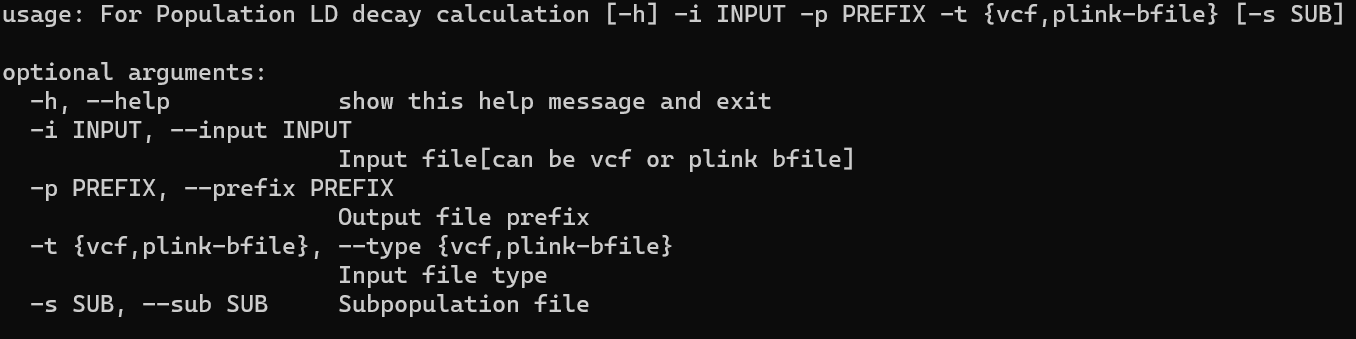 usage: For Population LD decay calculation [-h] -i INPUT -p PREFIX -t {vcf,plink-bfile} [-s SUB]
optional arguments:
-h, --help show this help message and exit
-i INPUT, --input INPUT
Input file[can be vcf or plink bfile]
-p PREFIX, --prefix PREFIX
Output file prefix
-t {vcf,plink-bfile}, --type {vcf,plink-bfile}
Input file type
-s SUB, --sub SUB Subpopulation file